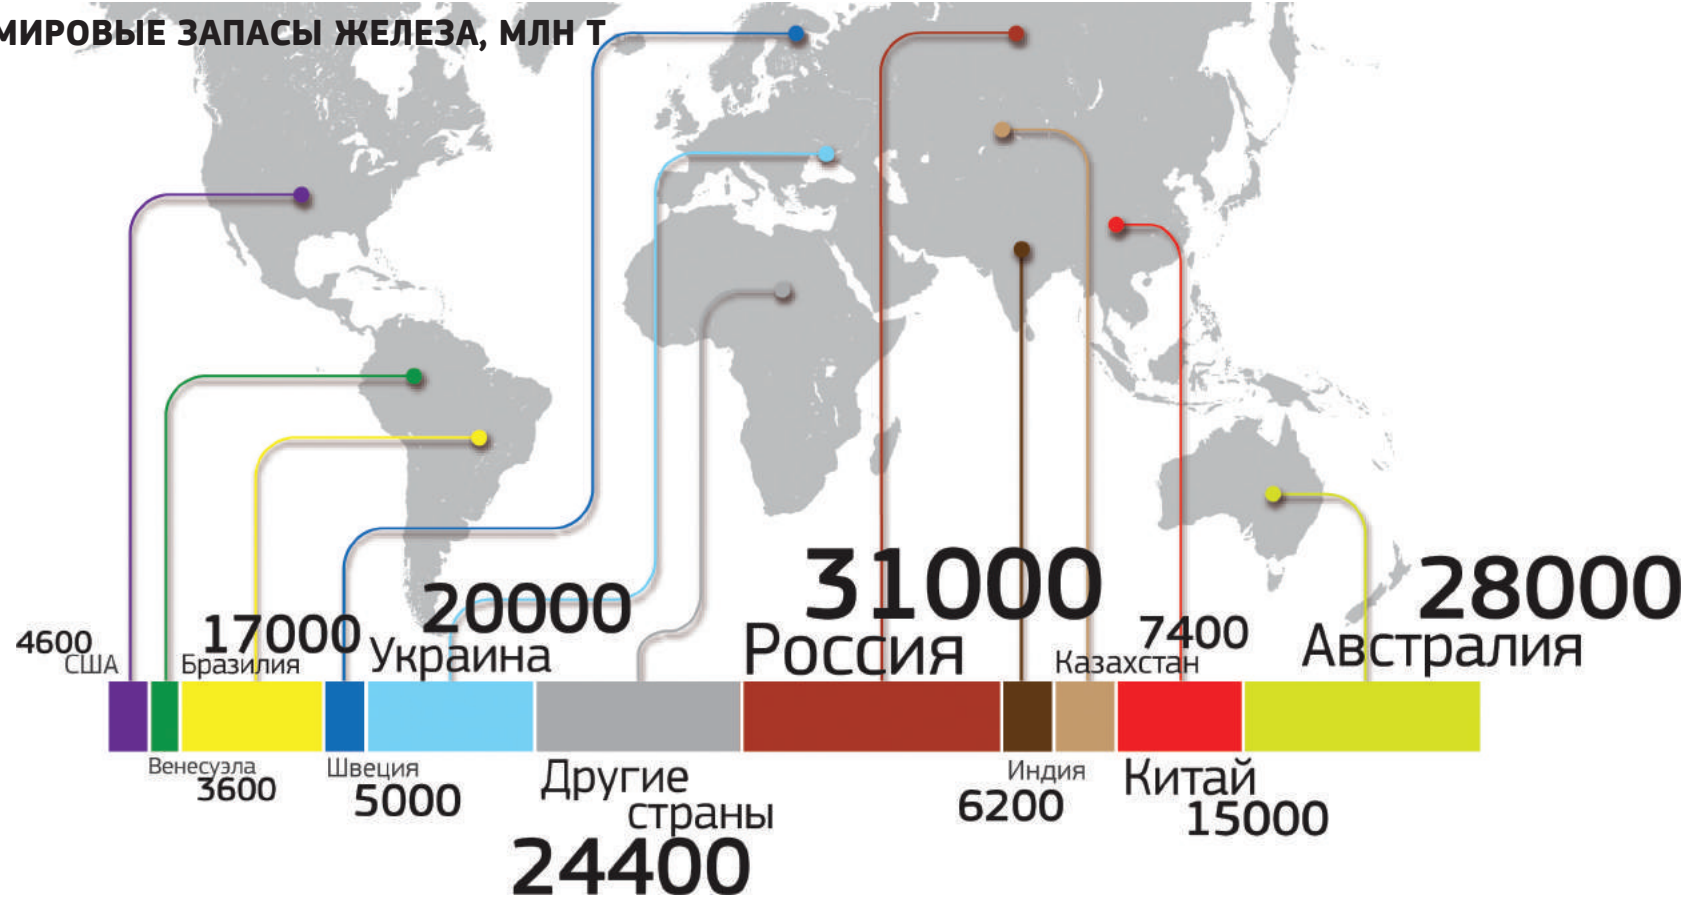 МИРОВЫЕ ЗАПАСЫ ЖЕЛЕЗА, МЛН Т
4600
США
17000
Бразилия
20000
Украина
31000
Россия
7400
Казахстан
28000
Австралия
Венесуэла
3600
Швеция
5000
Другие
страны
24400
Индия
6200
Китай
15000